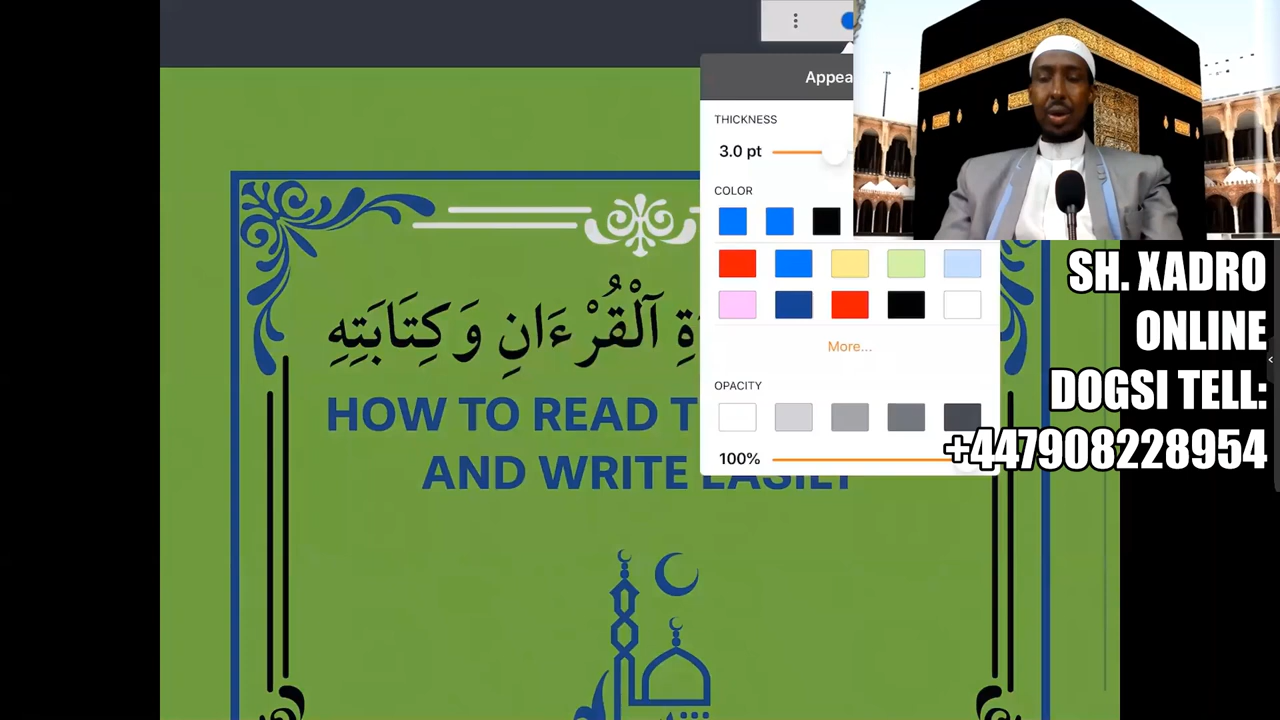 Appea
THICKNESS
3.0 pt
COLOR
More...
OPACITY
100%
ةِ ٱلْقُرْءَانِ وَكِتَابَتِهِ
HOW TO READ T
AND WRITE EASILY
SH. XADRO
ONLINE
DOGSI TELL:
+447908228954